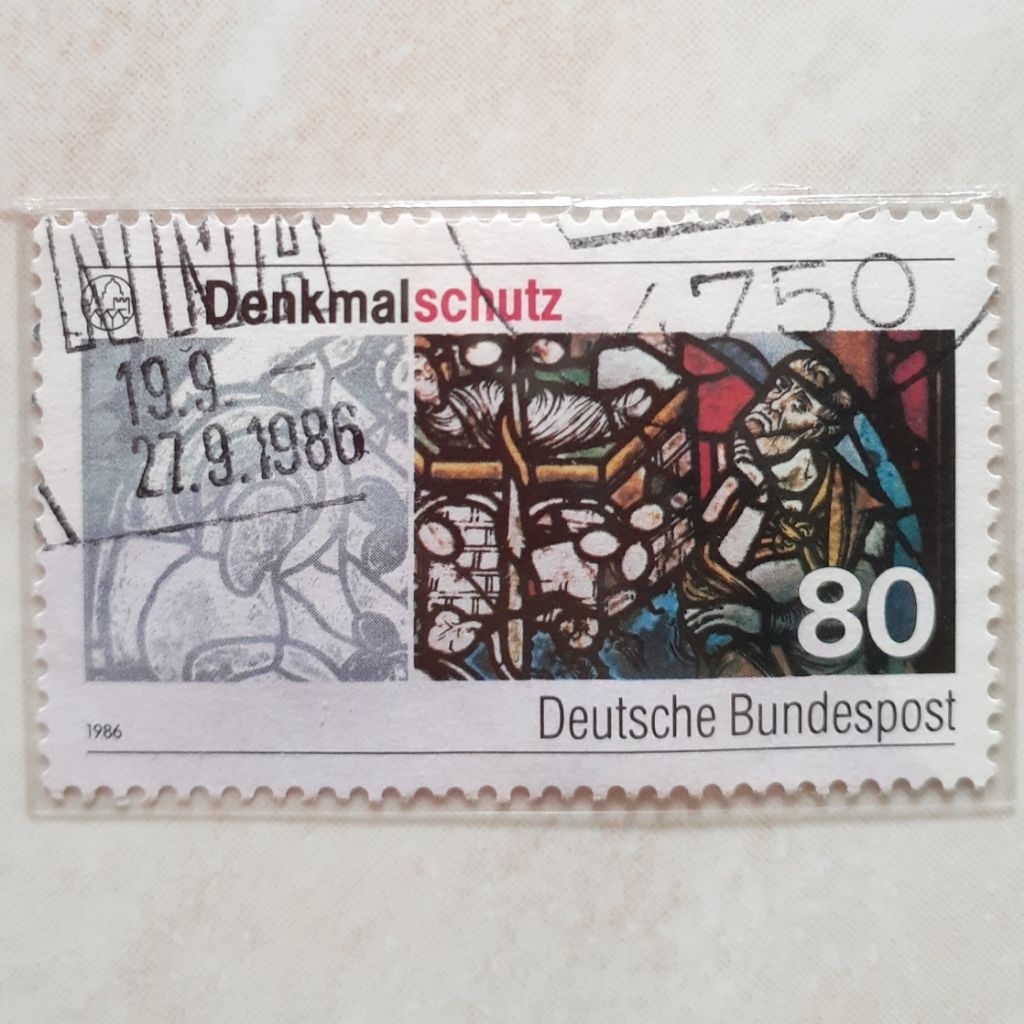 Denkmalschutz
4750
19.9.
27.9.1986
80
Deutsche Bundespost
1986